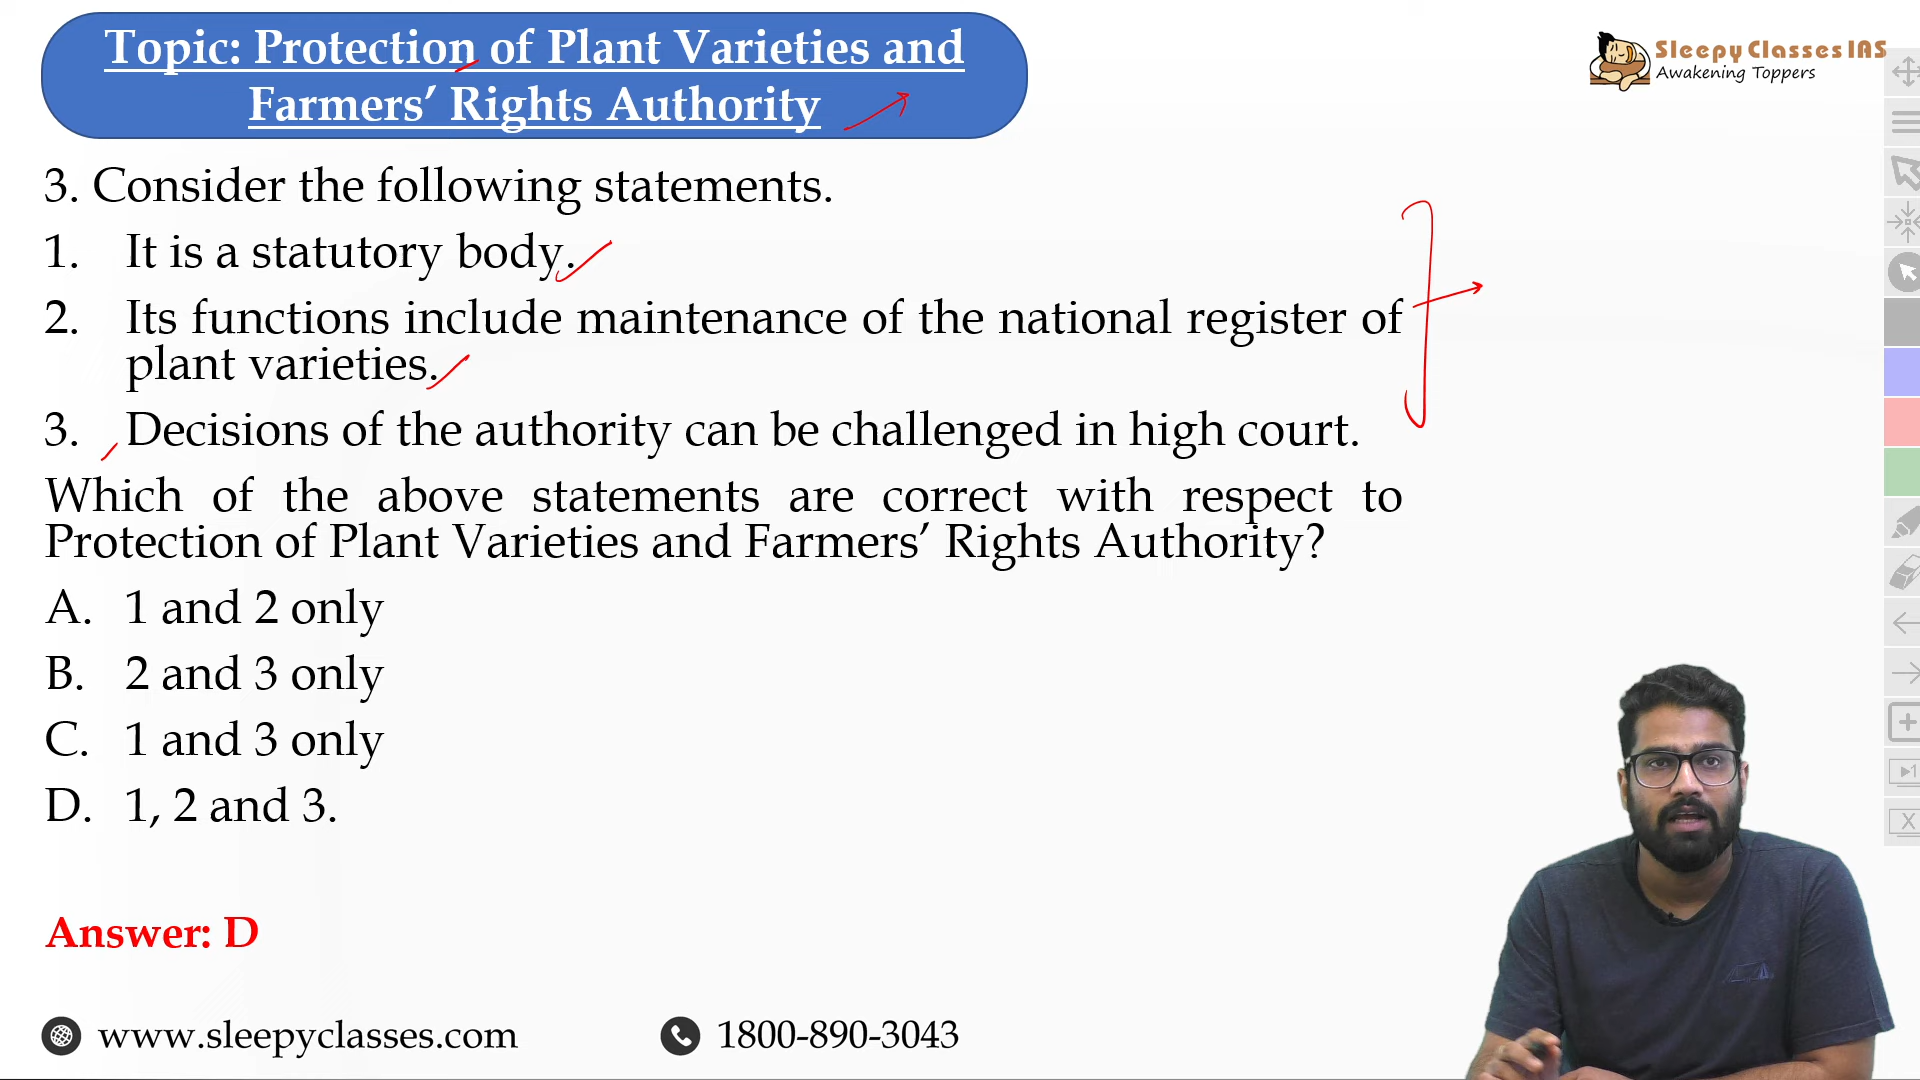 Topic: Protection of Plant Varieties and
Farmers’ Rights Authority
Sleepy Classes IAS
Awakening Toppers
3. Consider the following statements.
1. It is a statutory body.
2. Its functions include maintenance of the national register of
plant varieties.
3. Decisions of the authority can be challenged in high court.
Which of the above statements are correct with respect to
Protection of Plant Varieties and Farmers’ Rights Authority?
A. 1 and 2 only
B. 2 and 3 only
C. 1 and 3 only
D. 1, 2 and 3.
Answer: D
www.sleepyclasses.com
1800-890-3043